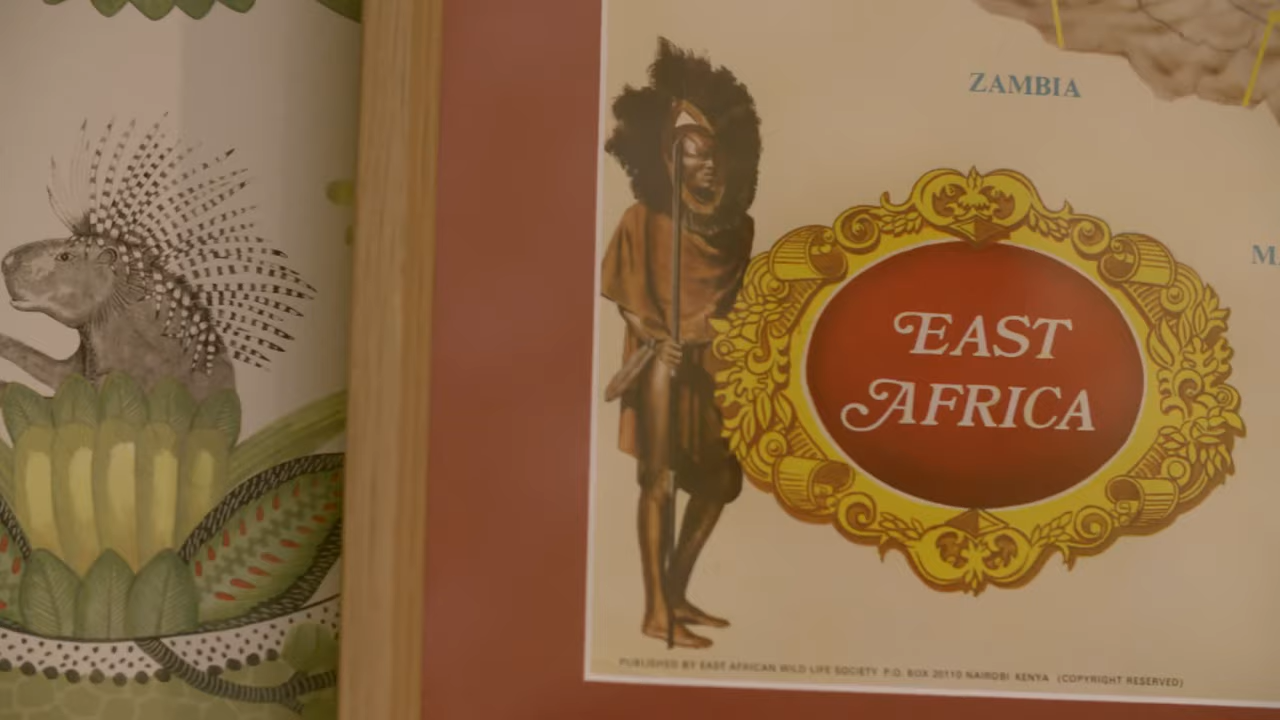 ZAMBIA
EAST
AFRICA
PUBLISHED BY EAST AFRICAN WILD LIFE SOCIETY P.O. BOX 20110 NAIROBI KENYA (COPYRIGHT RESERVED)